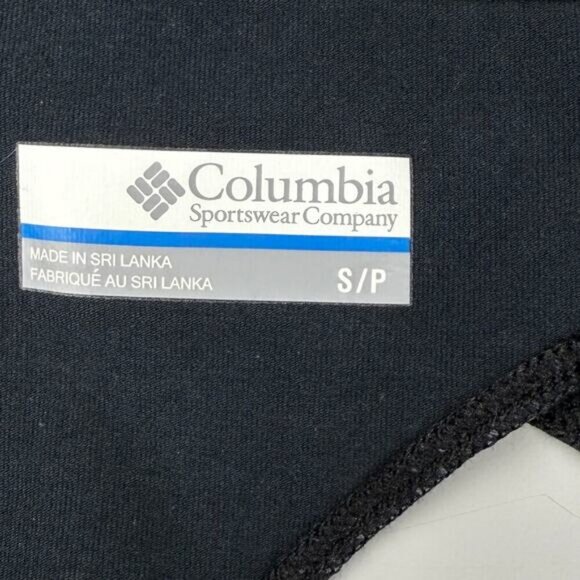 Columbia
Sportswear Company
MADE IN SRI LANKA
FABRIQUÉ AU SRI LANKA
S/P